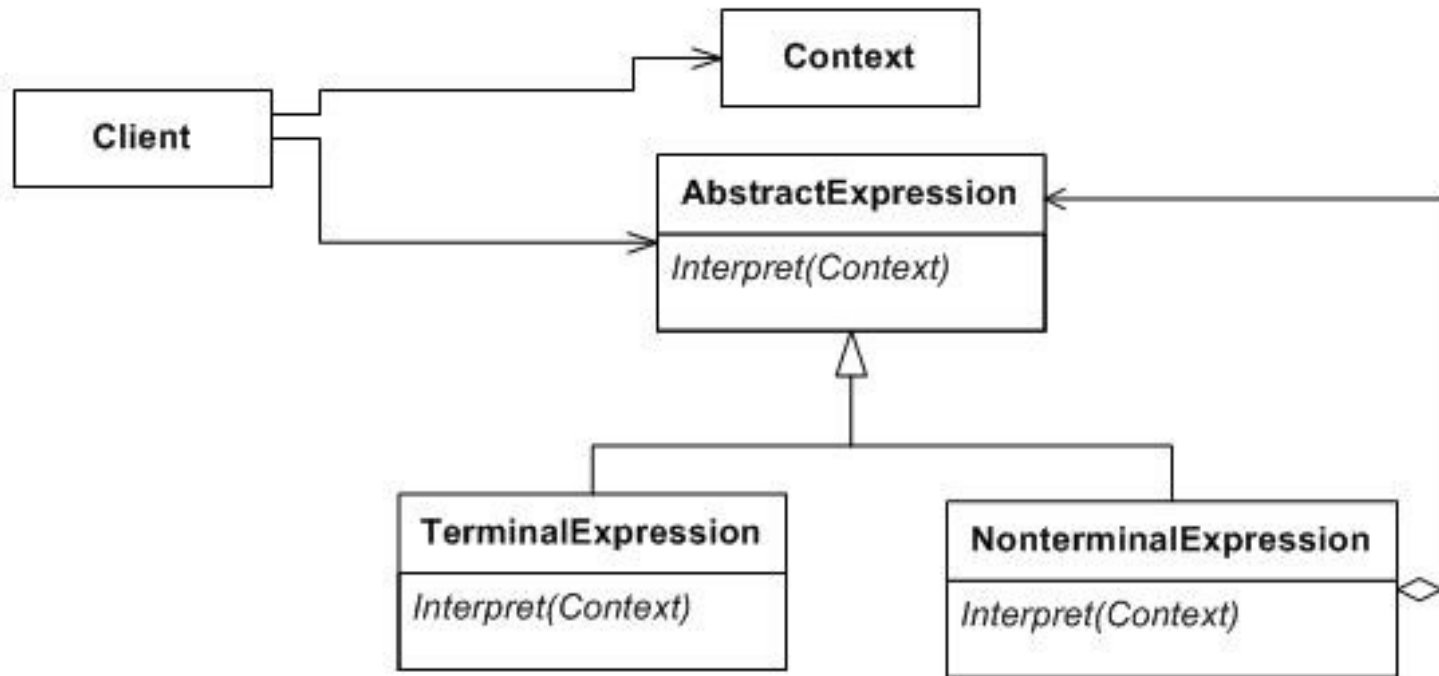 Context
Client
AbstractExpression
Interpret(Context)
TerminalExpression
Interpret(Context)
NonterminalExpression
Interpret(Context)